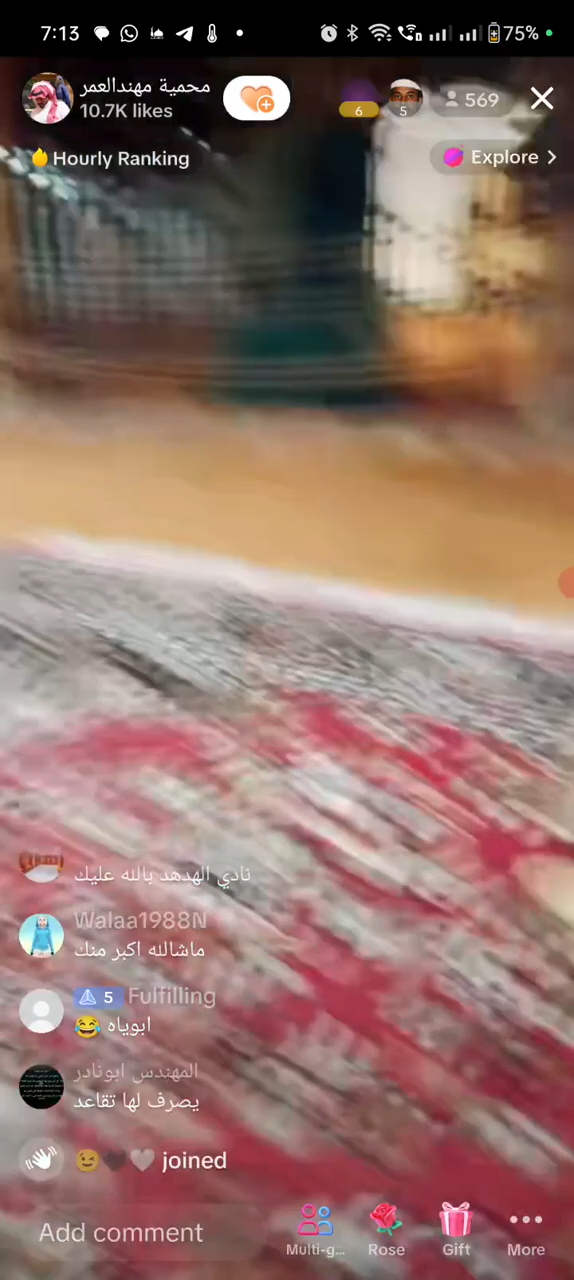 7:13
75%
محمية مهندالعمر
10.7K likes
6
5
569
Hourly Ranking
Explore
نادي الهدهد بالله عليك
Walaa1988N
ماشالله اكبر منك
5 Fulfilling
ابوياه 😂
المهندس ابونادر
يصرف لها تقاعد
😉🖤🤍 joined
Add comment
Multi-g...
Rose
Gift
More